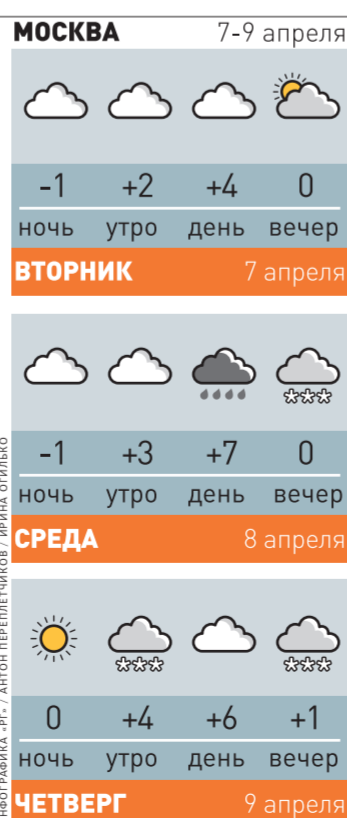 МОСКВА 7-9 апреля
-1 +2 +4 0
ночь утро день вечер
ВТОРНИК 7 апреля
-1 +3 +7 0
ночь утро день вечер
СРЕДА 8 апреля
0 +4 +6 +1
ночь утро день вечер
ЧЕТВЕРГ 9 апреля
НФОГРАФИКА «РГ» / АНТОН ПЕРЕПЛЕТЧИКОВ / ИРИНА ОГИЛЬКО